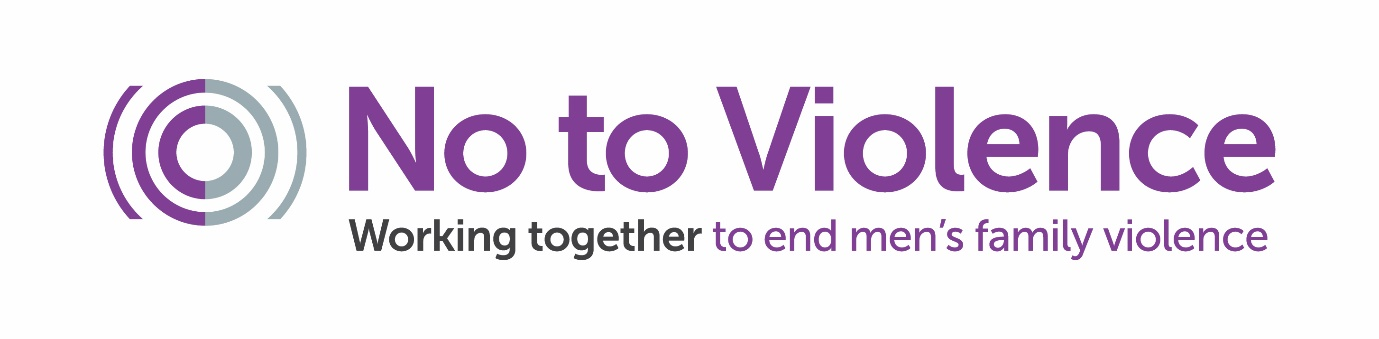 No to Violence
Working together to end men's family violence